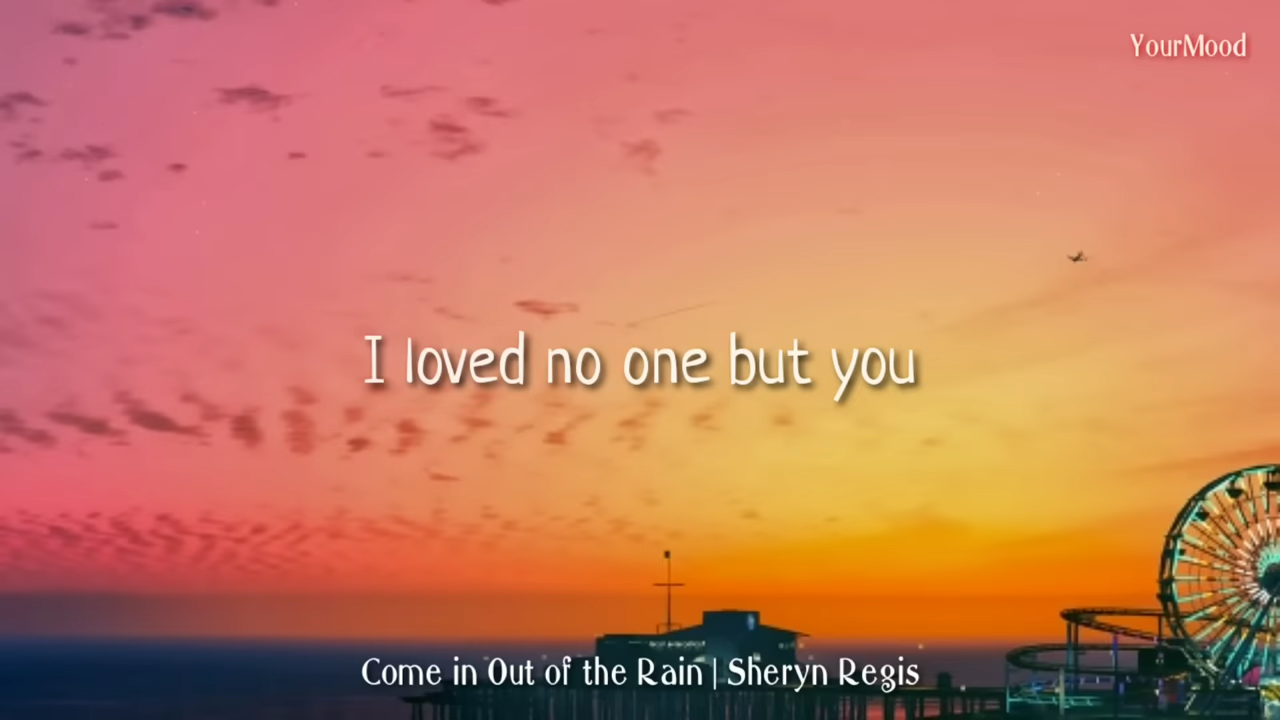 YourMood
I loved no one but you
Come in Out of the Rain | Sheryn Regis